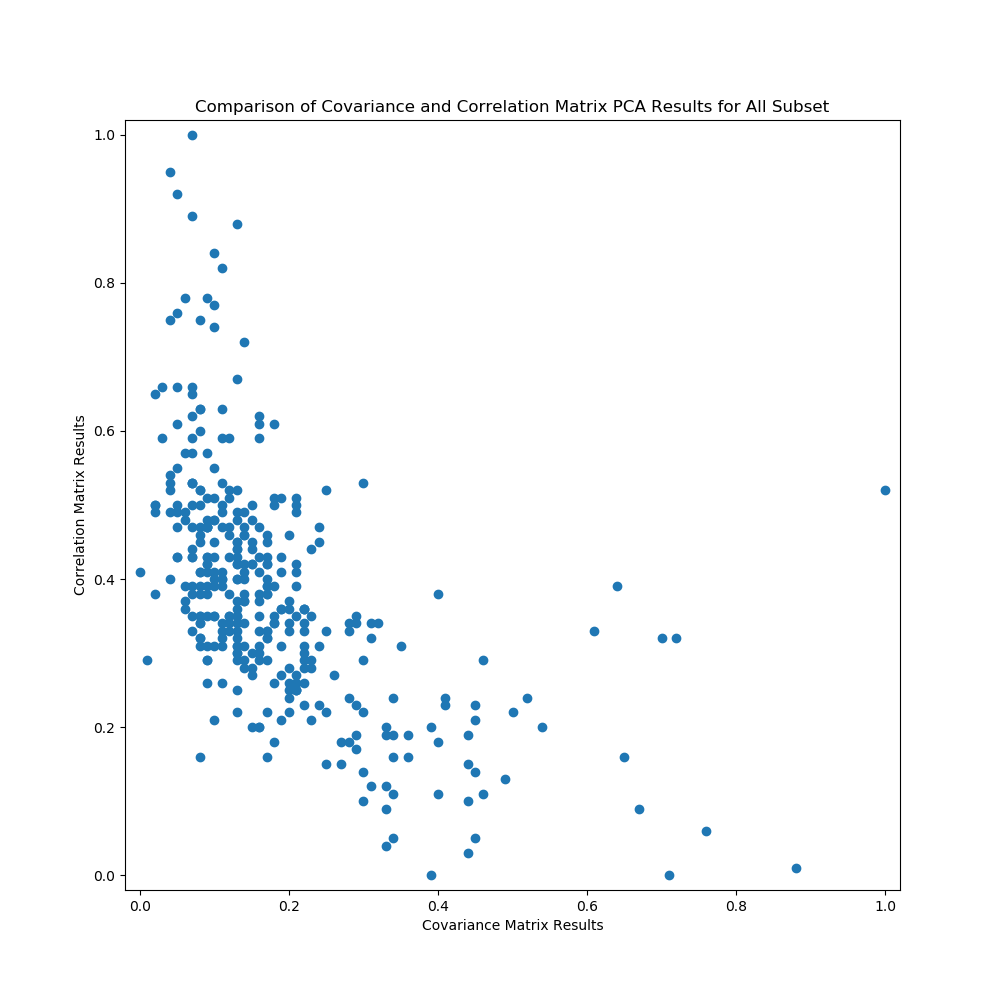 Comparison of Covariance and Correlation Matrix PCA Results for All Subset
1.0
0.8
0.6
0.4
0.2
0.0
Correlation Matrix Results
0.0 0.2 0.4 0.6 0.8 1.0
Covariance Matrix Results